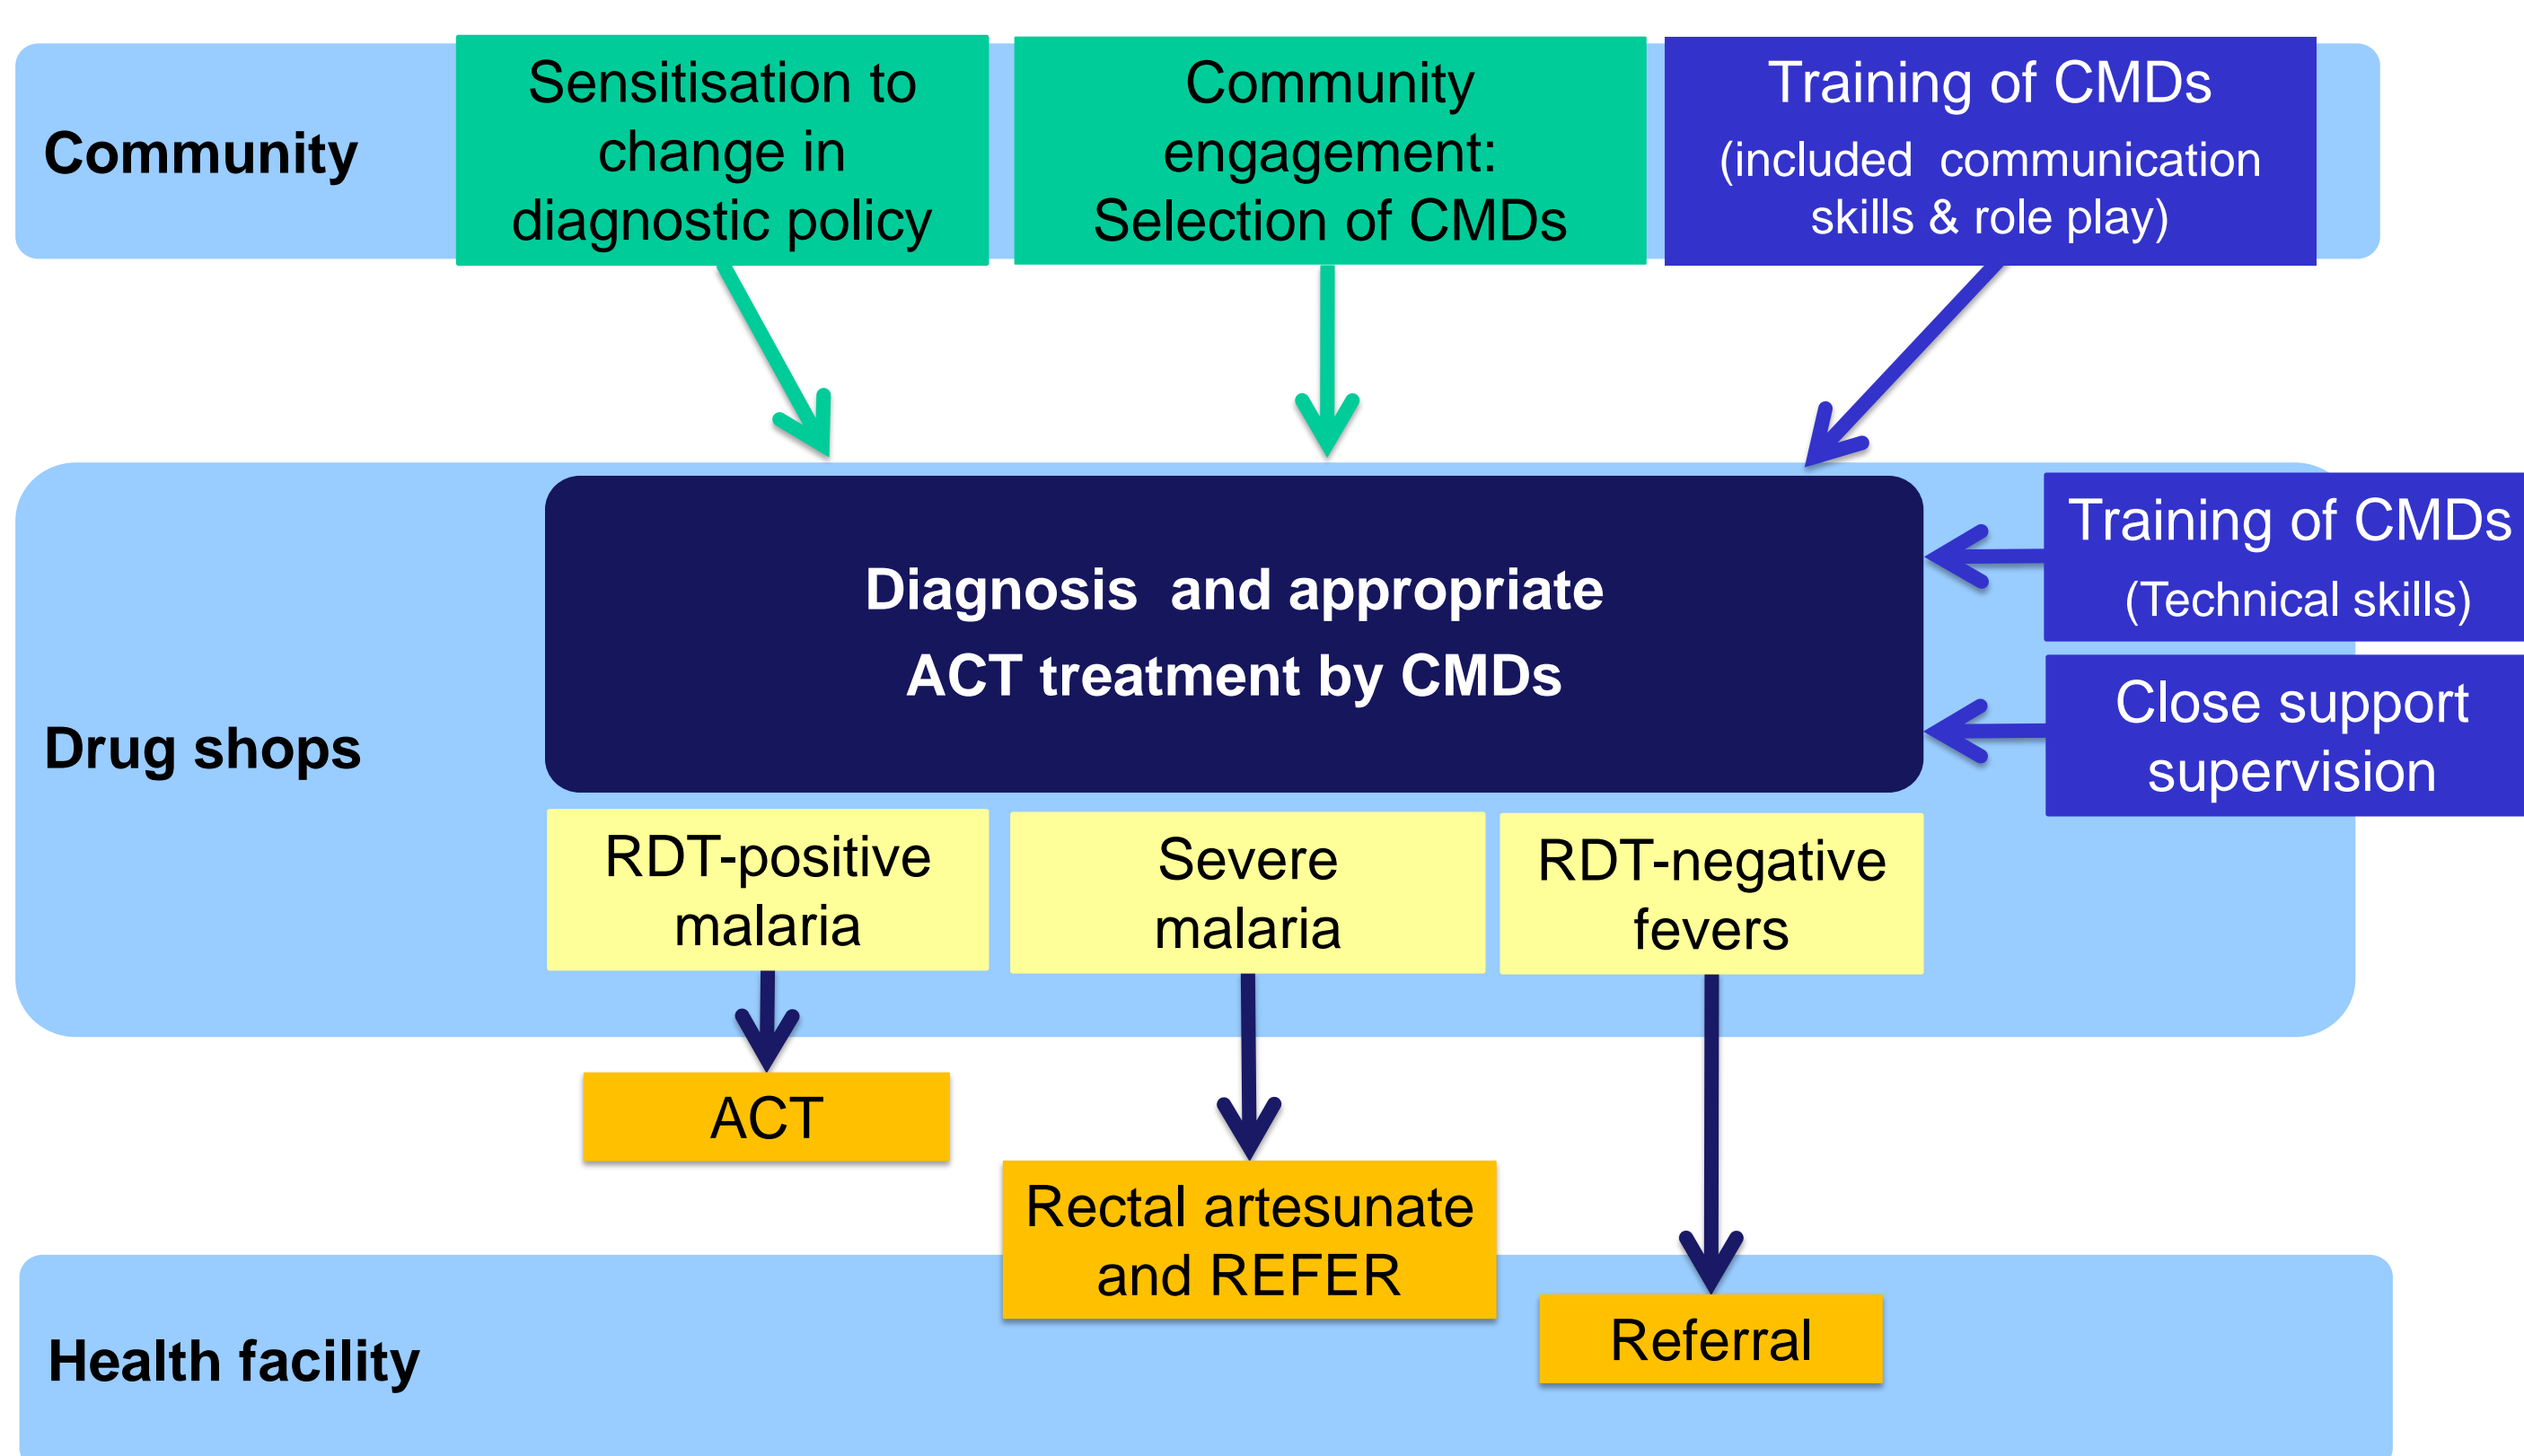 Community
Sensitisation to
change in
diagnostic policy
Community
engagement:
Selection of CMDs
Training of CMDs
(included  communication
skills & role play)
Drug shops
Diagnosis  and appropriate
ACT treatment by CMDs
Training of CMDs
(Technical skills)
Close support
supervision
RDT-positive
malaria
Severe
malaria
RDT-negative
fevers
ACT
Rectal artesunate
and REFER
Referral
Health facility